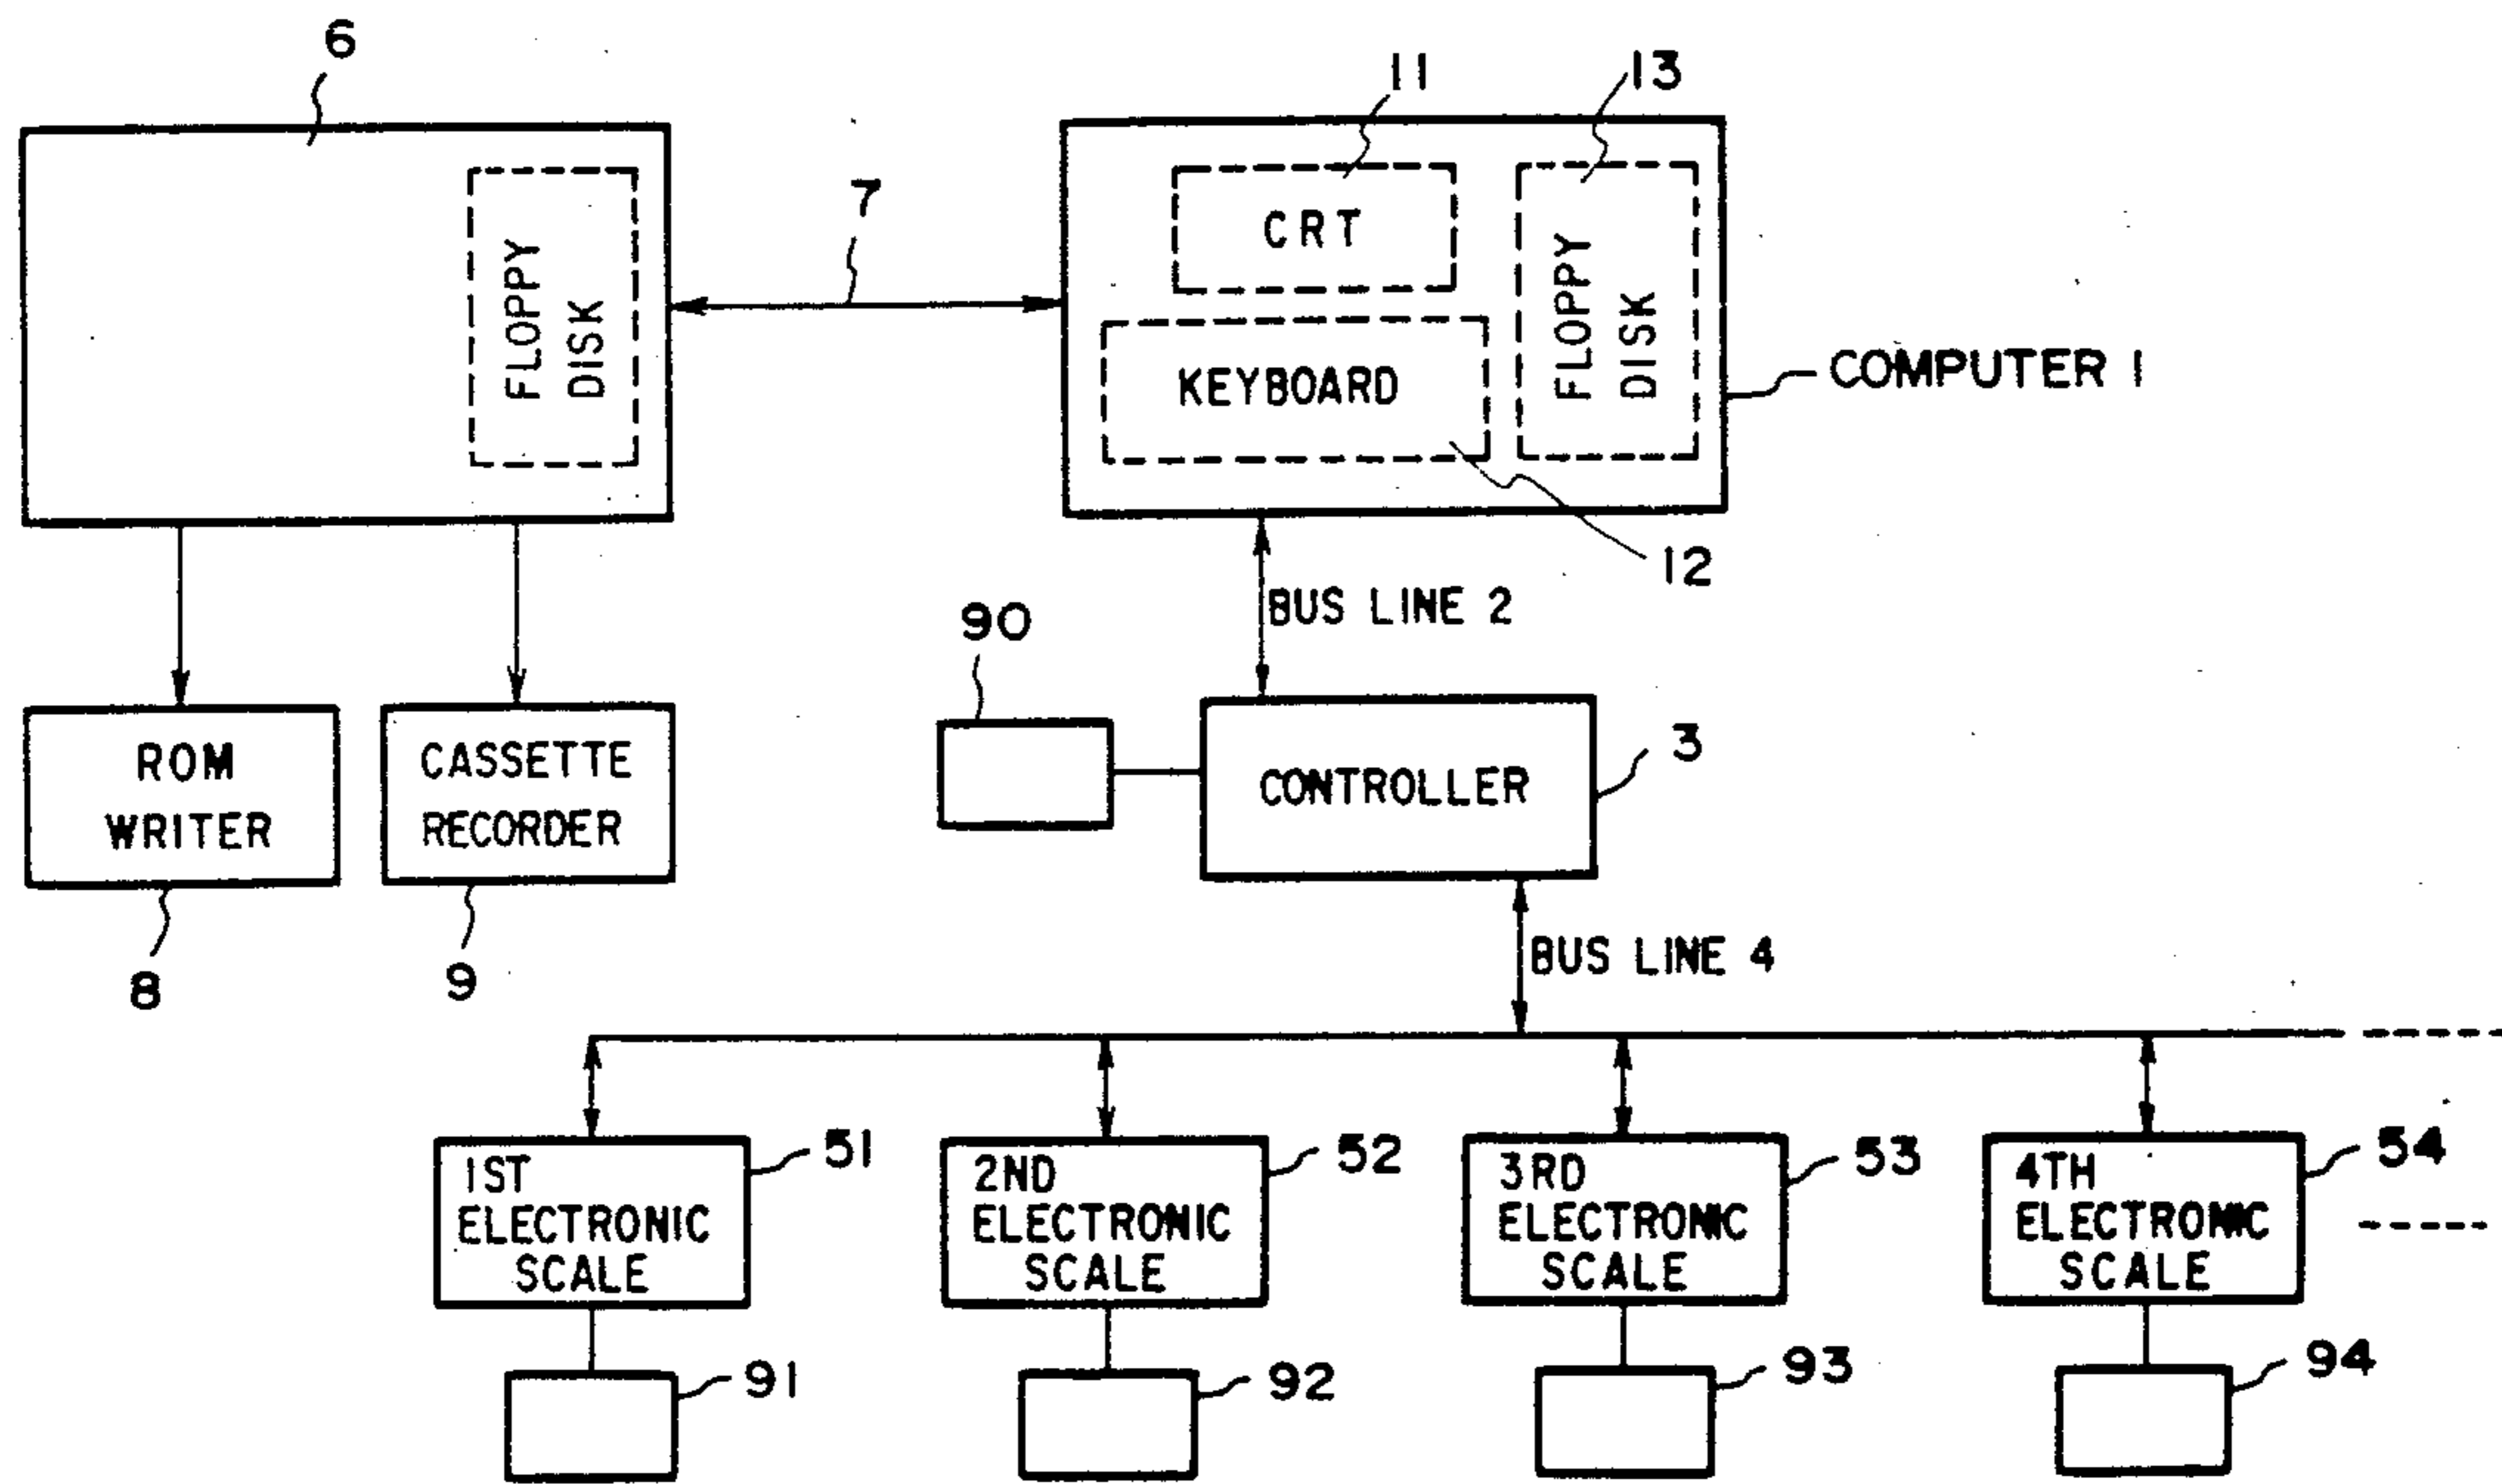 6
11
13
7
CRT
FLOPPY
DISK
FLOPPY
DISK
KEYBOARD
COMPUTER 1
12
BUS LINE 2
90
3
ROM
WRITER
CASSETTE
RECORDER
CONTROLLER
8
9
BUS LINE 4
51
52
53
54
1ST
ELECTRONIC
SCALE
2ND
ELECTRONIC
SCALE
3RD
ELECTRONIC
SCALE
4TH
ELECTRONIC
SCALE
91
92
93
94